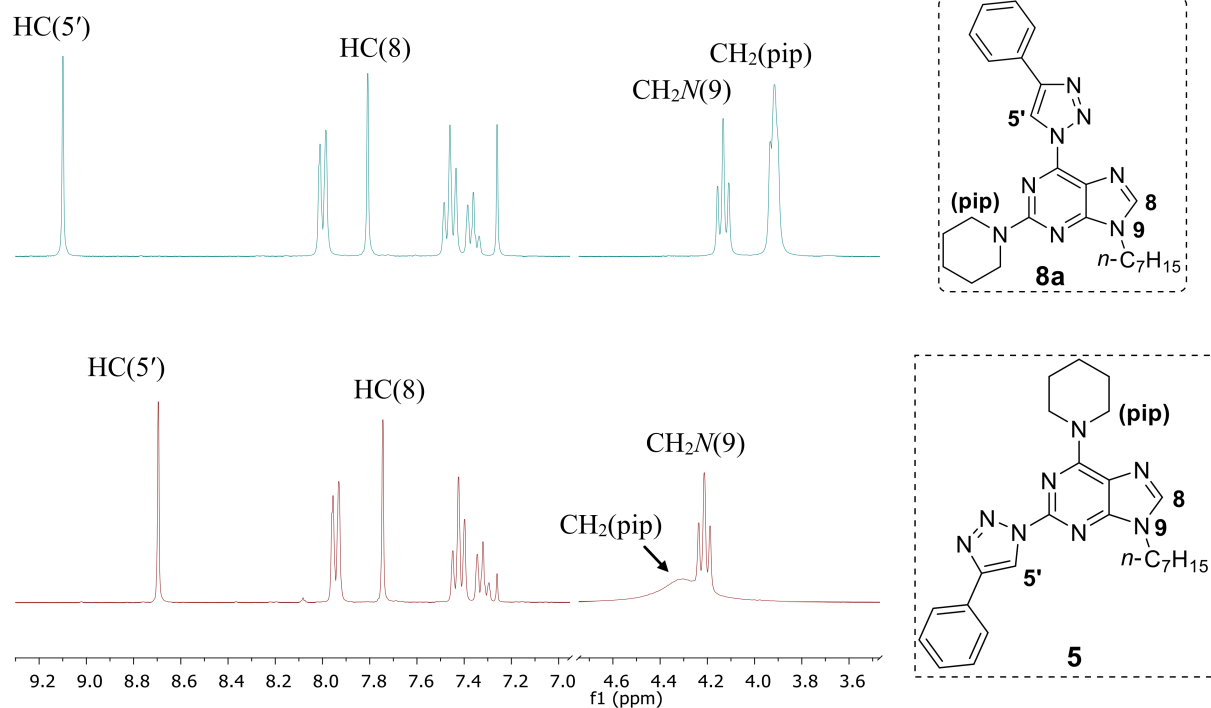 HC(5′)
HC(8)
CH₂N(9)
CH₂(pip)
5'
N
N
N
N
N
8
(pip)
N
N
N
9
n-C₇H₁₅
8a
HC(5′)
HC(8)
CH₂(pip)
CH₂N(9)
(pip)
N
N
N
8
N
N
N
N
N
9
N
5'
n-C₇H₁₅
5
9.2 9.0 8.8 8.6 8.4 8.2 8.0 7.8 7.6 7.4 7.2 7.0 4.4 4.2 4.0 3.8 3.6
f1 (ppm)